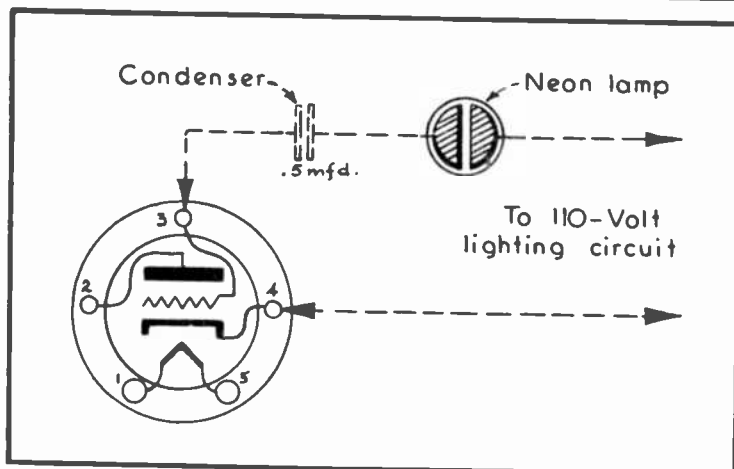 Condenser
Neon lamp
.5 mfd.
3
To 110-Volt
lighting circuit
2
4
1
5